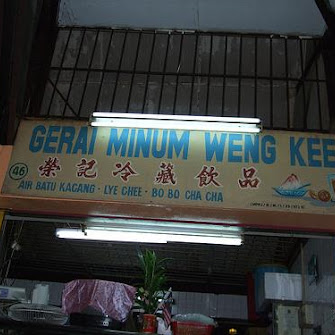 GERAI MINUM WENG KEE
46
榮記冷藏飲品
AIR BATU KACANG · LYE CHEE · BO BO CHA CHA